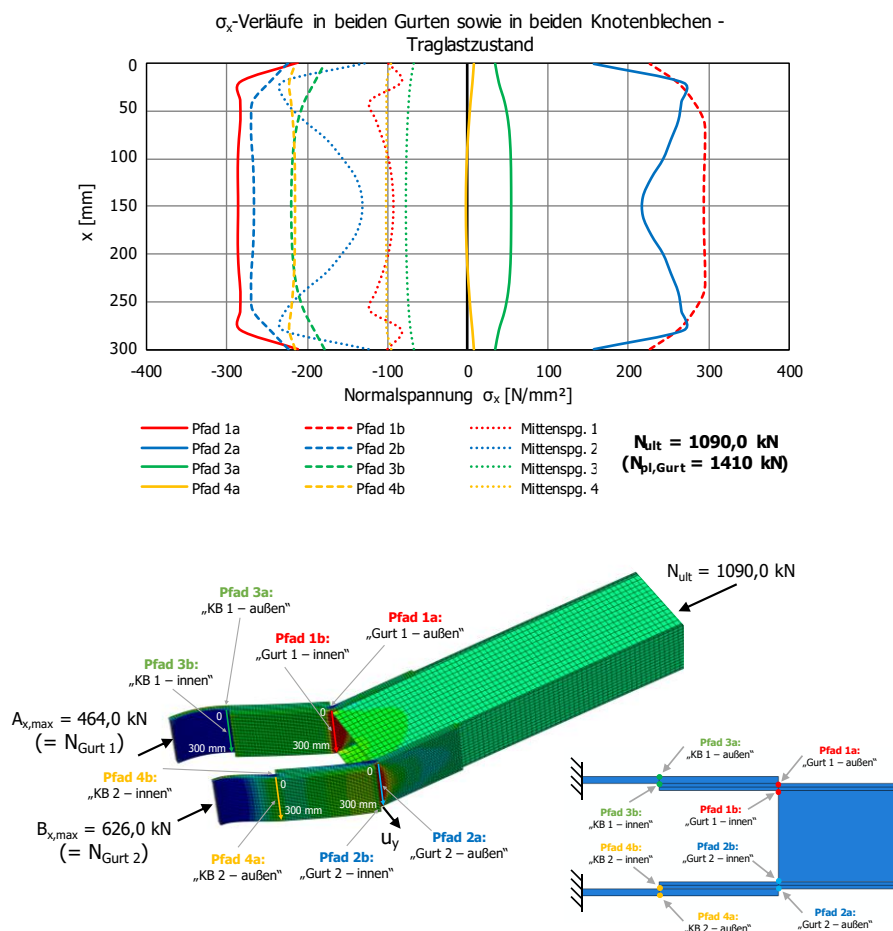 σx-Verläufe in beiden Gurten sowie in beiden Knotenblechen -
Traglastzustand
0
50
100
150
200
250
300
x [mm]
-400 -300 -200 -100 0 100 200 300 400
Normalspannung σx [N/mm²]
Pfad 1a Pfad 1b Mittenspg. 1
Pfad 2a Pfad 2b Mittenspg. 2
Pfad 3a Pfad 3b Mittenspg. 3
Pfad 4a Pfad 4b Mittenspg. 4
Nult = 1090,0 kN
(Npl,Gurt = 1410 kN)
Nult = 1090,0 kN
Pfad 3a:
„KB 1 – außen“
Pfad 1a:
„Gurt 1 – außen“
Pfad 1b:
„Gurt 1 – innen“
Pfad 3b:
„KB 1 – innen“
0
0
300 mm
300 mm
Ax,max = 464,0 kN
(= NGurt 1)
Pfad 4b:
„KB 2 – innen“
0
0
300 mm
300 mm
Bx,max = 626,0 kN
(= NGurt 2)
uy
Pfad 4a:
„KB 2 – außen“
Pfad 2b:
„Gurt 2 – innen“
Pfad 2a:
„Gurt 2 – außen“
Pfad 3a:
„KB 1 – außen“
Pfad 1a:
„Gurt 1 – außen“
Pfad 3b:
„KB 1 – innen“
Pfad 1b:
„Gurt 1 – innen“
Pfad 4b:
„KB 2 – innen“
Pfad 2b:
„Gurt 2 – innen“
Pfad 4a:
„KB 2 – außen“
Pfad 2a:
„Gurt 2 – außen“